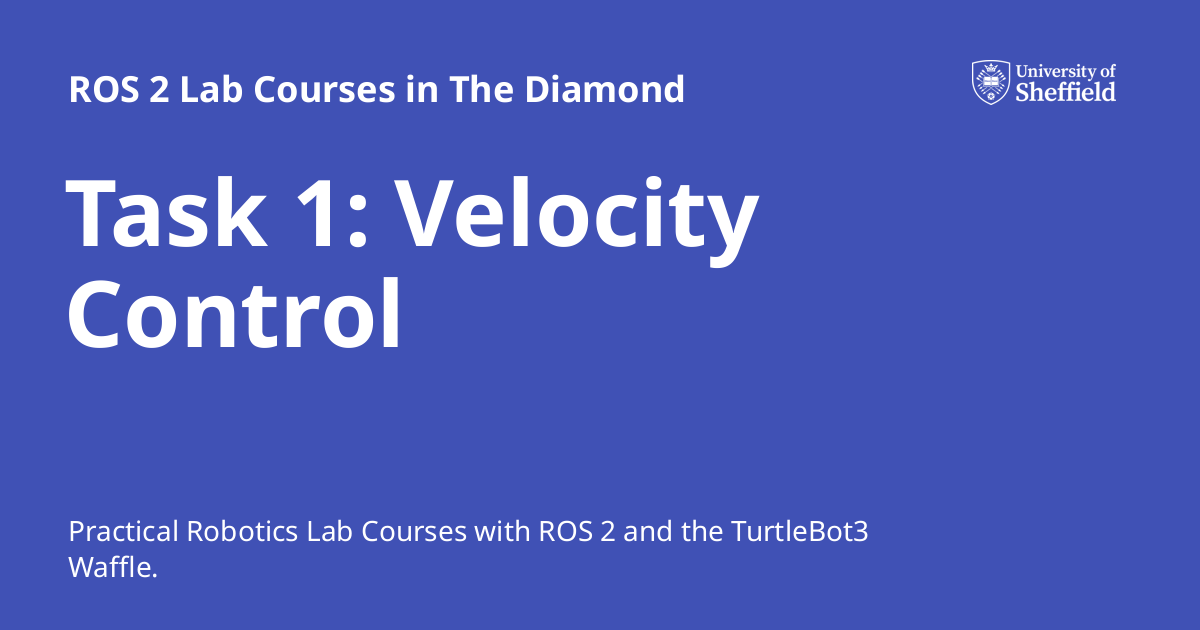 ROS 2 Lab Courses in The Diamond
University of
Sheffield
Task 1: Velocity
Control
Practical Robotics Lab Courses with ROS 2 and the TurtleBot3
Waffle.